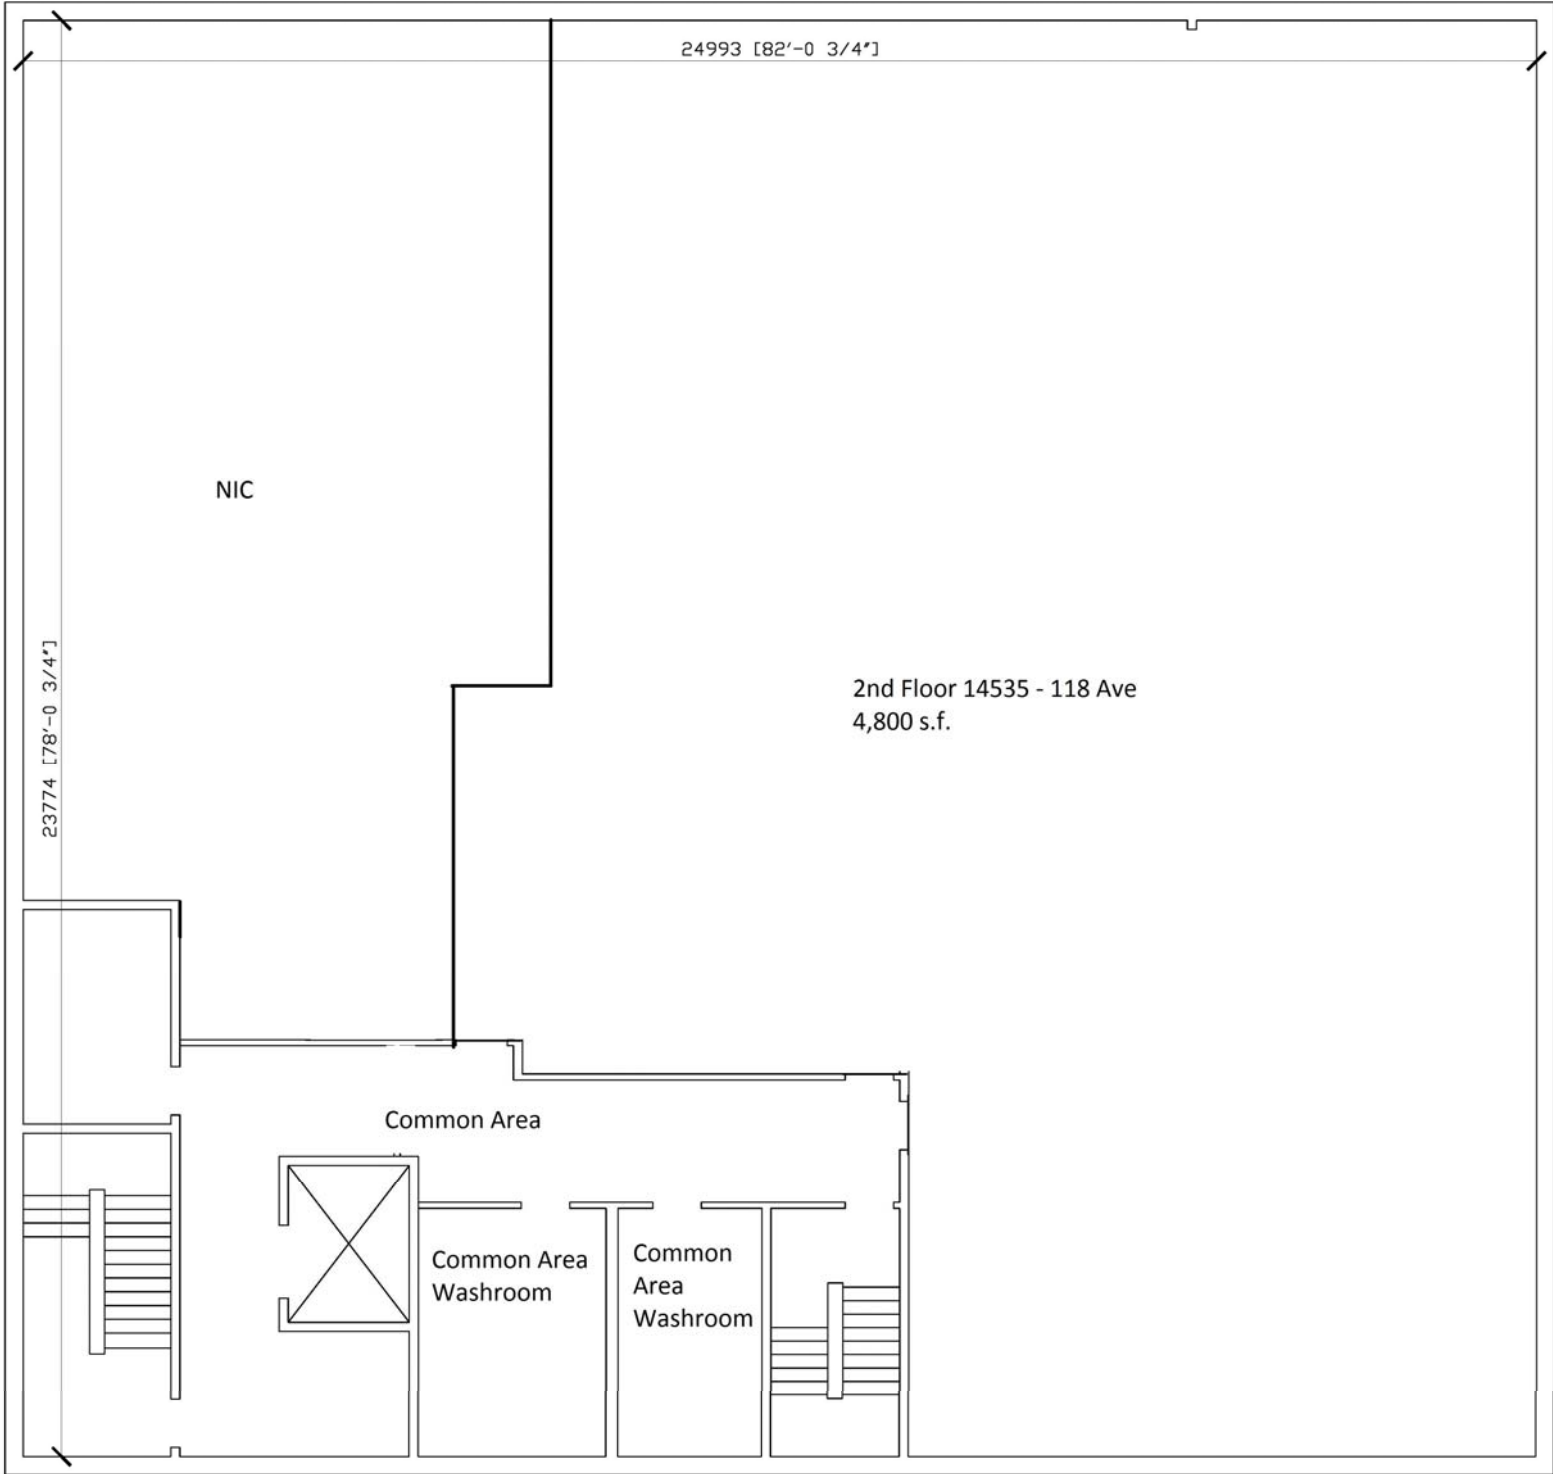 24993 [82'-0 3/4"]
NIC
23774 [78'-0 3/4"]
2nd Floor 14535 - 118 Ave
4,800 s.f.
Common Area
Common Area
Washroom
Common
Area
Washroom